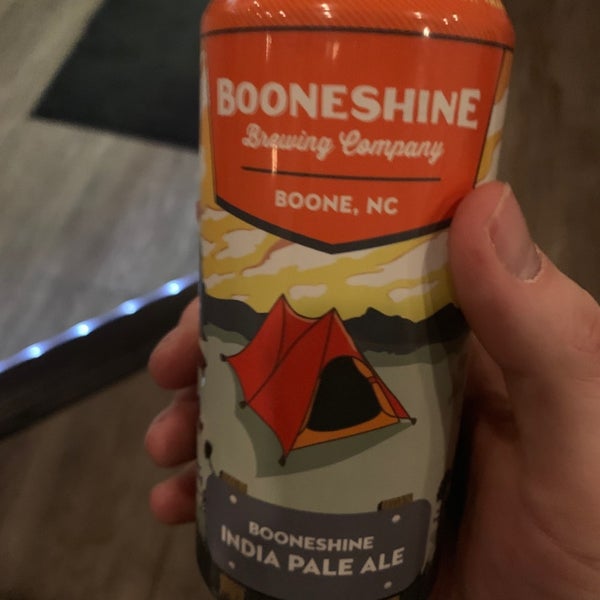 BOONESHINE
Brewing Company
BOONE, NC
BOONESHINE
INDIA PALE ALE